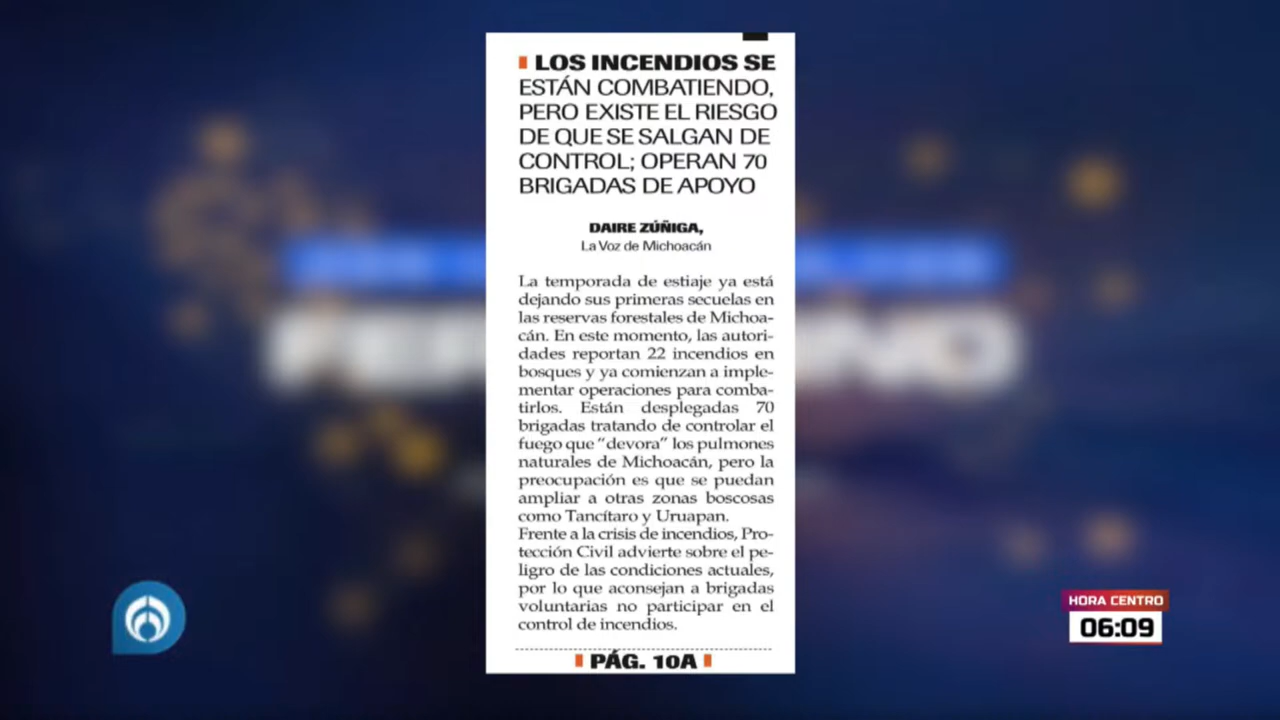 LOS INCENDIOS SE
ESTÁN COMBATIENDO,
PERO EXISTE EL RIESGO
DE QUE SE SALGAN DE
CONTROL; OPERAN 70
BRIGADAS DE APOYO
DAIRE ZÚÑIGA,
La Voz de Michoacán
La temporada de estiaje ya está
dejando sus primeras secuelas en
las reservas forestales de Michoa-
cán. En este momento, las autori-
dades reportan 22 incendios en
bosques y ya comienzan a imple-
mentar operaciones para comba-
tirlos. Están desplegadas 70
brigadas tratando de controlar el
fuego que “devora” los pulmones
naturales de Michoacán, pero la
preocupación es que se puedan
ampliar a otras zonas boscosas
como Tancítaro y Uruapan.
Frente a la crisis de incendios, Pro-
tección Civil advierte sobre el pe-
ligro de las condiciones actuales,
por lo que aconsejan a brigadas
voluntarias no participar en el
control de incendios.
PÁG. 10A
HORA CENTRO
06:09